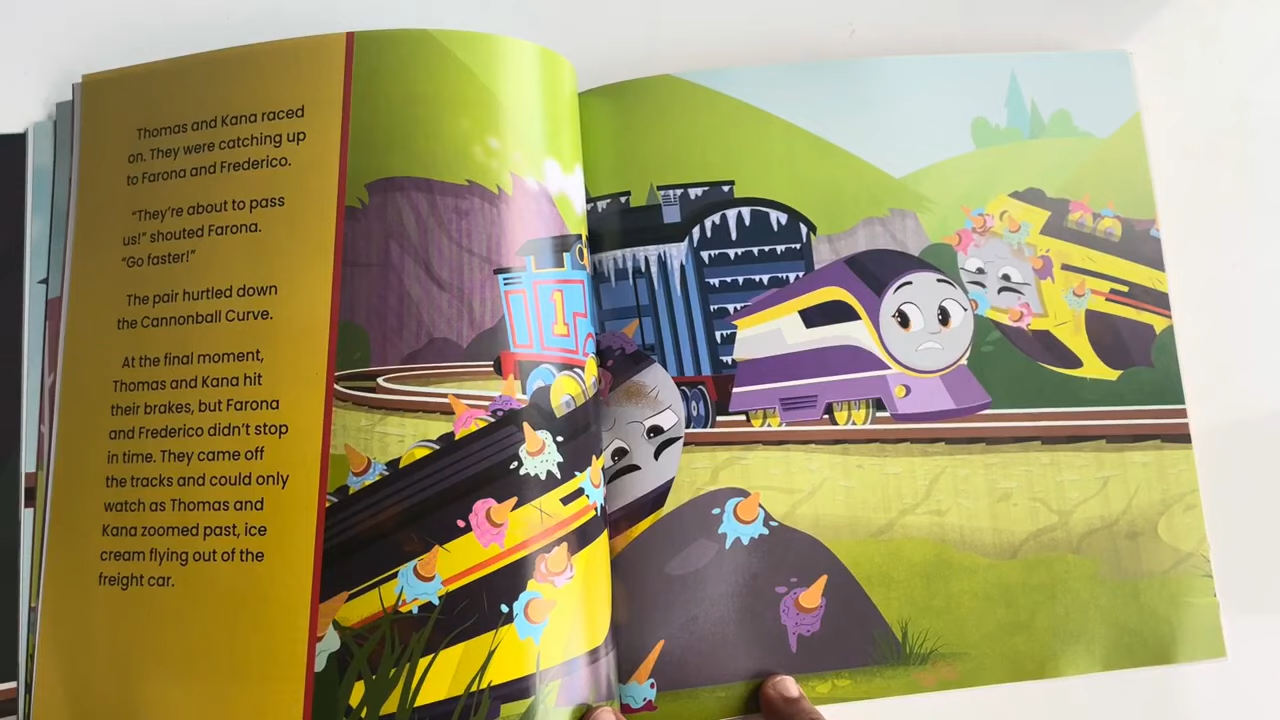 Thomas and Kana raced
on. They were catching up
to Farona and Frederico.
"They're about to pass
us!" shouted Farona.
"Go faster!"
The pair hurtled down
the Cannonball Curve.
At the final moment,
Thomas and Kana hit
their brakes, but Farona
and Frederico didn't stop
in time. They came off
the tracks and could only
watch as Thomas and
Kana zoomed past, ice
cream flying out of the
freight car.
1